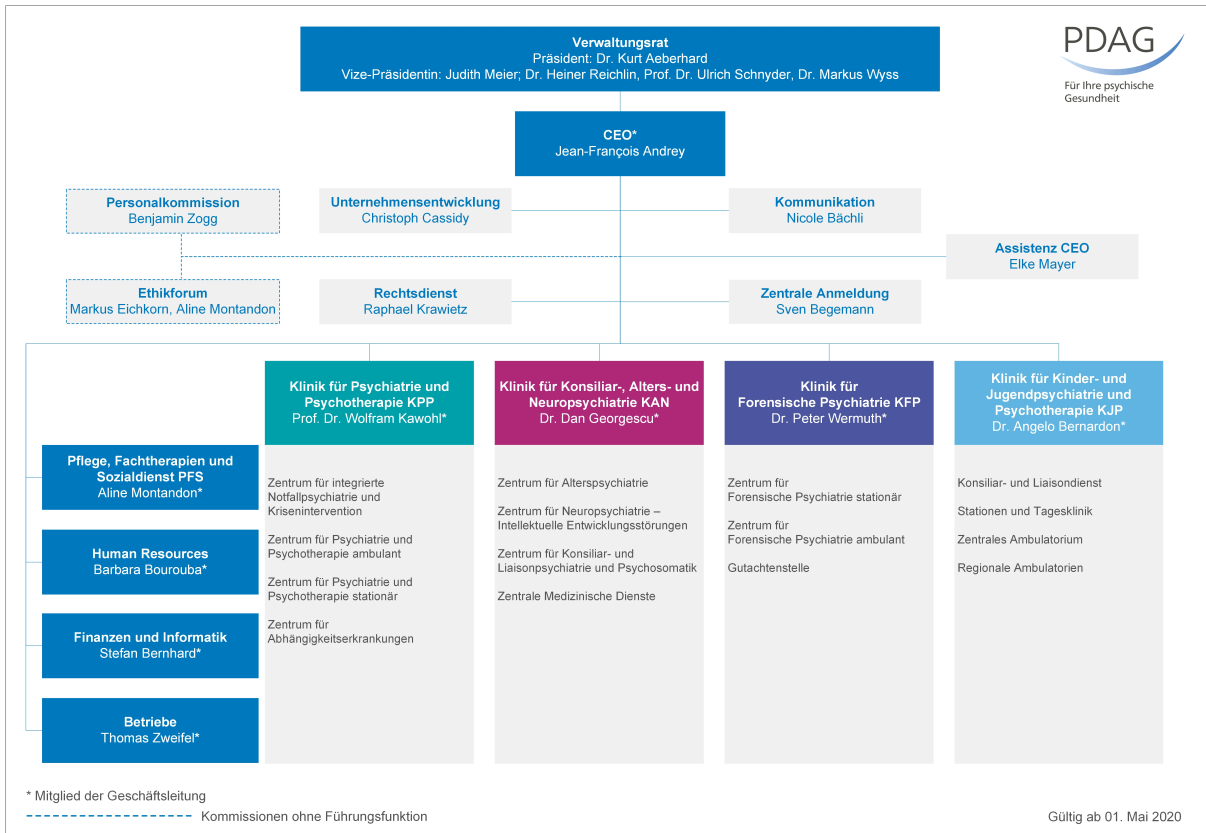 Verwaltungsrat
Präsident: Dr. Kurt Aeberhard
Vize-Präsidentin: Judith Meier; Dr. Heiner Reichlin, Prof. Dr. Ulrich Schnyder, Dr. Markus Wyss
PDAG
Für Ihre psychische
Gesundheit
CEO*
Jean-François Andrey
Personalkommission
Benjamin Zogg
Unternehmensentwicklung
Christoph Cassidy
Kommunikation
Nicole Bächli
Assistenz CEO
Elke Mayer
Ethikforum
Markus Eichkorn, Aline Montandon
Rechtsdienst
Raphael Krawietz
Zentrale Anmeldung
Sven Begemann
Klinik für Psychiatrie und
Psychotherapie KPP
Prof. Dr. Wolfram Kawohl*
Klinik für Konsiliar-, Alters- und
Neuropsychiatrie KAN
Dr. Dan Georgescu*
Klinik für
Forensische Psychiatrie KFP
Dr. Peter Wermuth*
Klinik für Kinder- und
Jugendpsychiatrie und
Psychotherapie KJP
Dr. Angelo Bernardon*
Pflege, Fachtherapien und
Sozialdienst PFS
Aline Montandon*
Human Resources
Barbara Bourouba*
Finanzen und Informatik
Stefan Bernhard*
Betriebe
Thomas Zweifel*
Zentrum für integrierte
Notfallpsychiatrie und
Krisenintervention
Zentrum für Psychiatrie und
Psychotherapie ambulant
Zentrum für Psychiatrie und
Psychotherapie stationär
Zentrum für
Abhängigkeitserkrankungen
Zentrum für Alterspsychiatrie
Zentrum für Neuropsychiatrie –
Intellektuelle Entwicklungsstörungen
Zentrum für Konsiliar- und
Liaisonpsychiatrie und Psychosomatik
Zentrale Medizinische Dienste
Zentrum für
Forensische Psychiatrie stationär
Zentrum für
Forensische Psychiatrie ambulant
Gutachtenstelle
Konsiliar- und Liaisondienst
Stationen und Tagesklinik
Zentrales Ambulatorium
Regionale Ambulatorien
* Mitglied der Geschäftsleitung
Kommissionen ohne Führungsfunktion
Gültig ab 01. Mai 2020